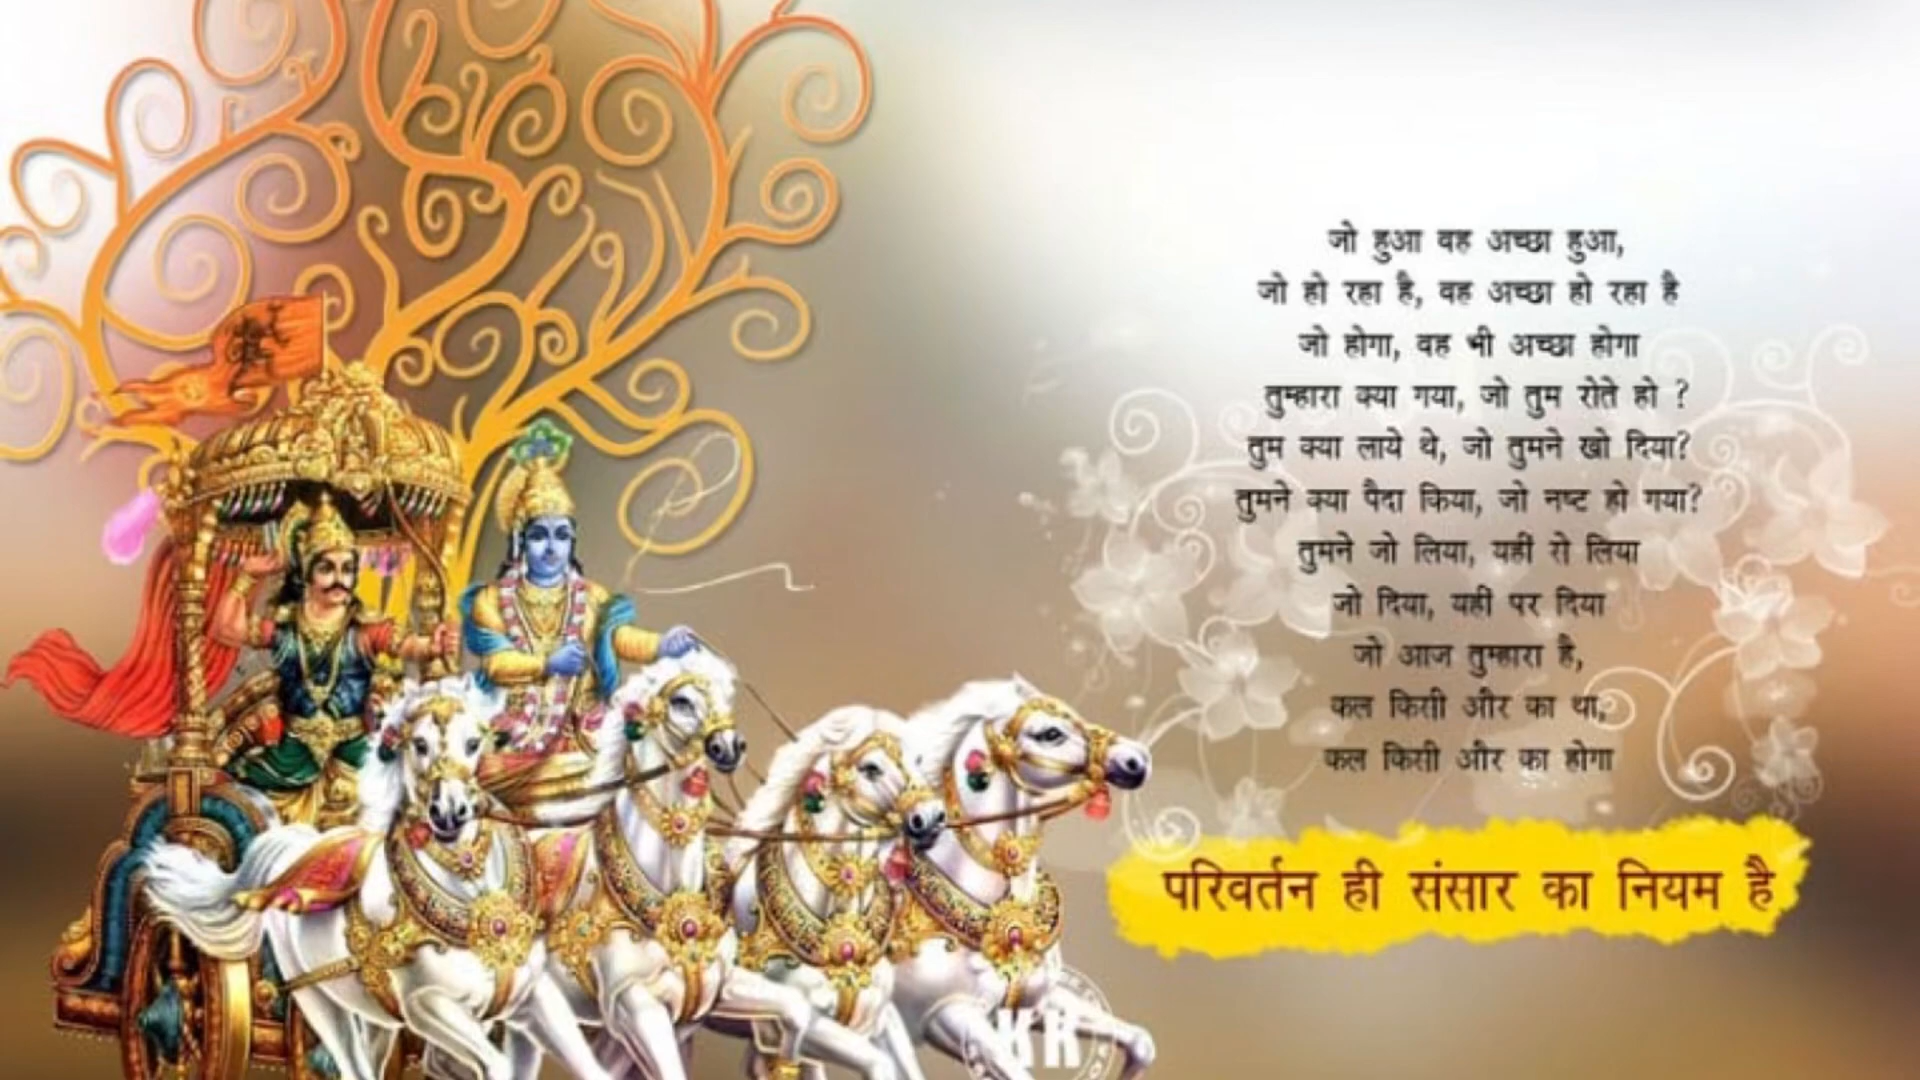 जो हुआ वह अच्छा हुआ,
जो हो रहा है, वह अच्छा हो रहा है
जो होगा, वह भी अच्छा होगा
तुम्हारा क्या गया, जो तुम रोते हो ?
तुम क्या लाये थे, जो तुमने खो दिया?
तुमने क्या पैदा किया, जो नष्ट हो गया?
तुमने जो लिया, यहीं से लिया
जो दिया, यहीं पर दिया
जो आज तुम्हारा है,
कल किसी और का था,
कल किसी और का होगा
परिवर्तन ही संसार का नियम है
KR